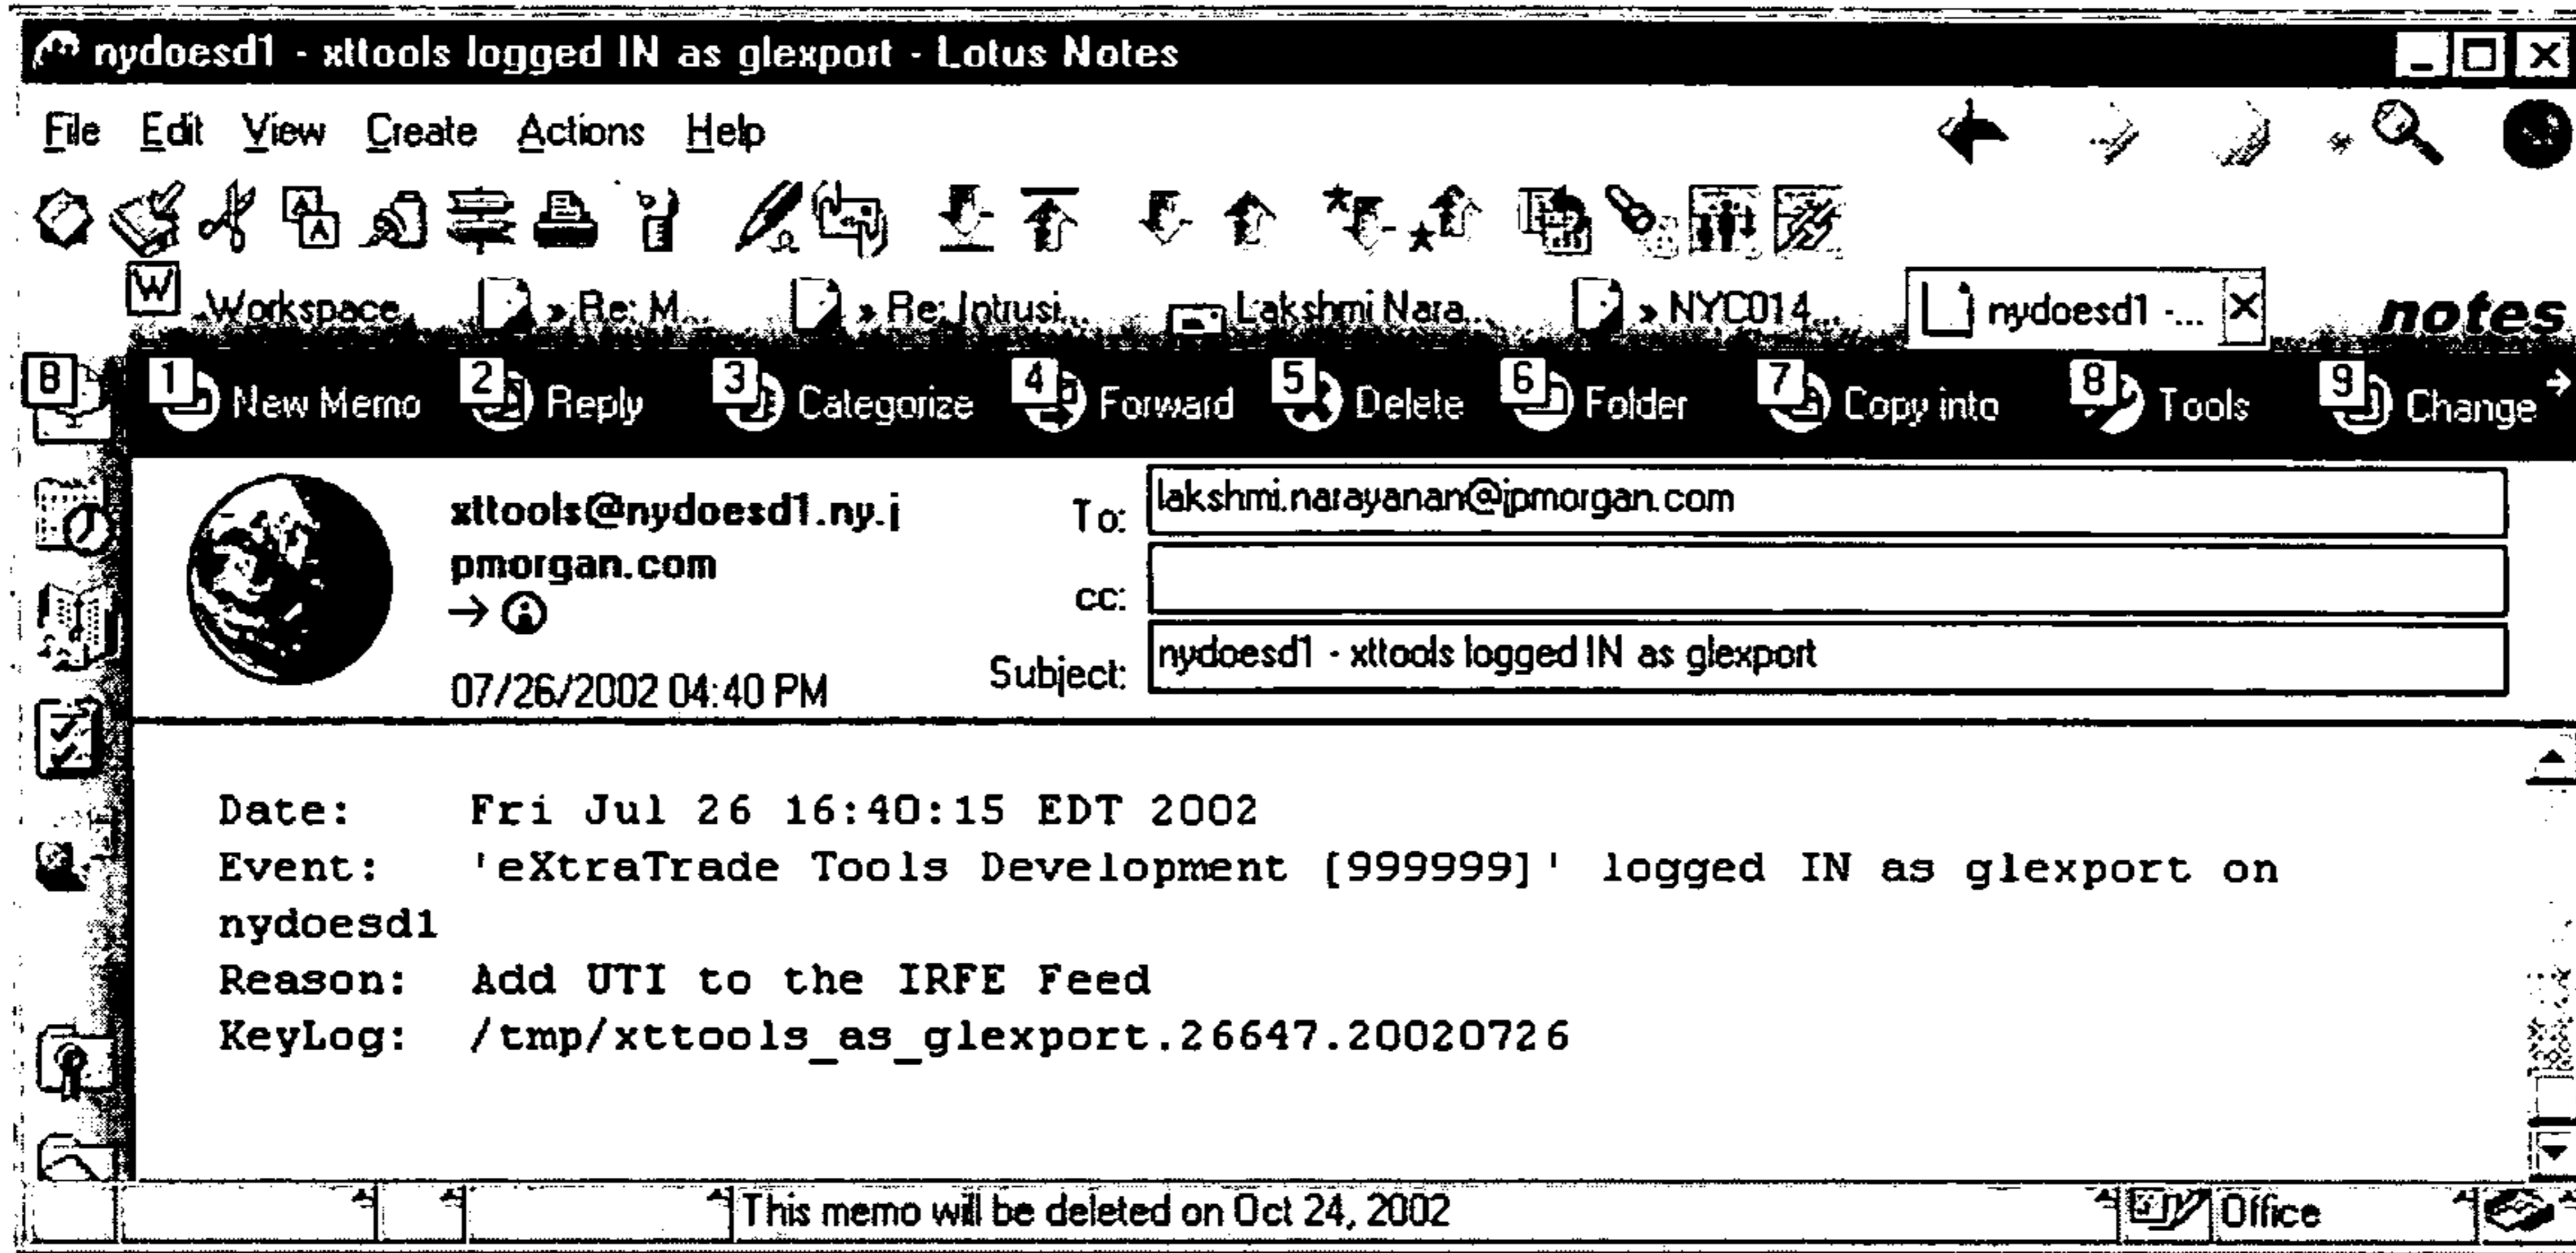 nydoesd1 - xttools logged IN as glexport - Lotus Notes
File Edit View Create Actions Help
W Workspace » Re: M... » Re: Intrusi... Lakshmi Nara... » NYC014... nydoesd1 -... notes
B 1 New Memo 2 Reply 3 Categorize 4 Forward 5 Delete 6 Folder 7 Copy into 8 Tools 9 Change
xttools@nydoesd1.ny.j
pmorgan.com
07/26/2002 04:40 PM
To: lakshmi.narayanan@jpmorgan.com
cc:
Subject: nydoesd1 - xttools logged IN as glexport
Date: Fri Jul 26 16:40:15 EDT 2002
Event: 'eXtraTrade Tools Development [999999]' logged IN as glexport on
nydoesd1
Reason: Add UTI to the IRFE Feed
KeyLog: /tmp/xttools_as_glexport.26647.20020726
This memo will be deleted on Oct 24, 2002 Office